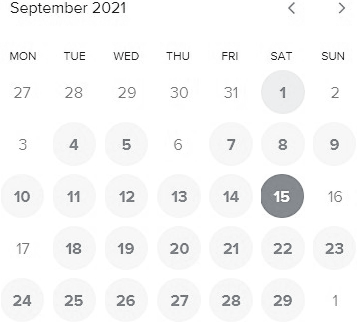 September 2021
MON TUE WED THU FRI SAT SUN
27 28 29 30 31 1 2
3 4 5 6 7 8 9
10 11 12 13 14 15 16
17 18 19 20 21 22 23
24 25 26 27 28 29 1